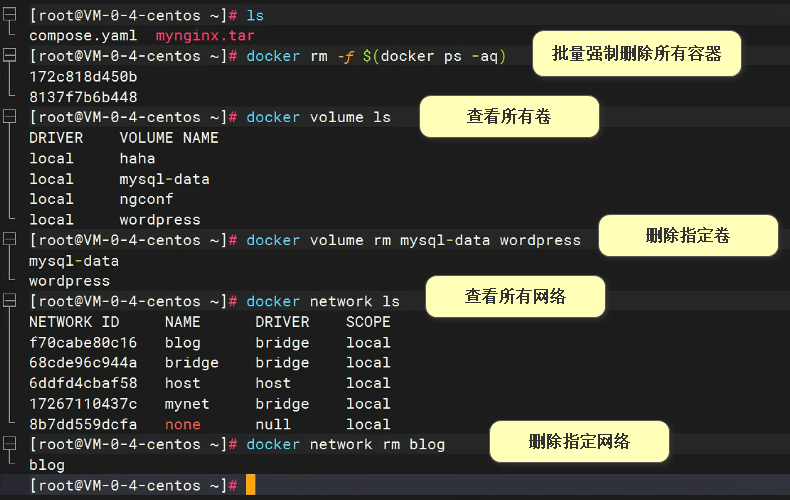 [root@VM-0-4-centos ~]# ls
compose.yaml  mynginx.tar
[root@VM-0-4-centos ~]# docker rm -f $(docker ps -aq)
批量强制删除所有容器
172c818d450b
8137f7b6b448
[root@VM-0-4-centos ~]# docker volume ls
查看所有卷
DRIVER    VOLUME NAME
local     haha
local     mysql-data
local     ngconf
local     wordpress
[root@VM-0-4-centos ~]# docker volume rm mysql-data wordpress
删除指定卷
mysql-data
wordpress
[root@VM-0-4-centos ~]# docker network ls
查看所有网络
NETWORK ID     NAME      DRIVER    SCOPE
f70cabe80c16   blog      bridge    local
68cde96c944a   bridge    bridge    local
6ddfd4cbaf58   host      host      local
17267110437c   mynet     bridge    local
8b7dd559dcfa   none      null      local
[root@VM-0-4-centos ~]# docker network rm blog
删除指定网络
blog
[root@VM-0-4-centos ~]#